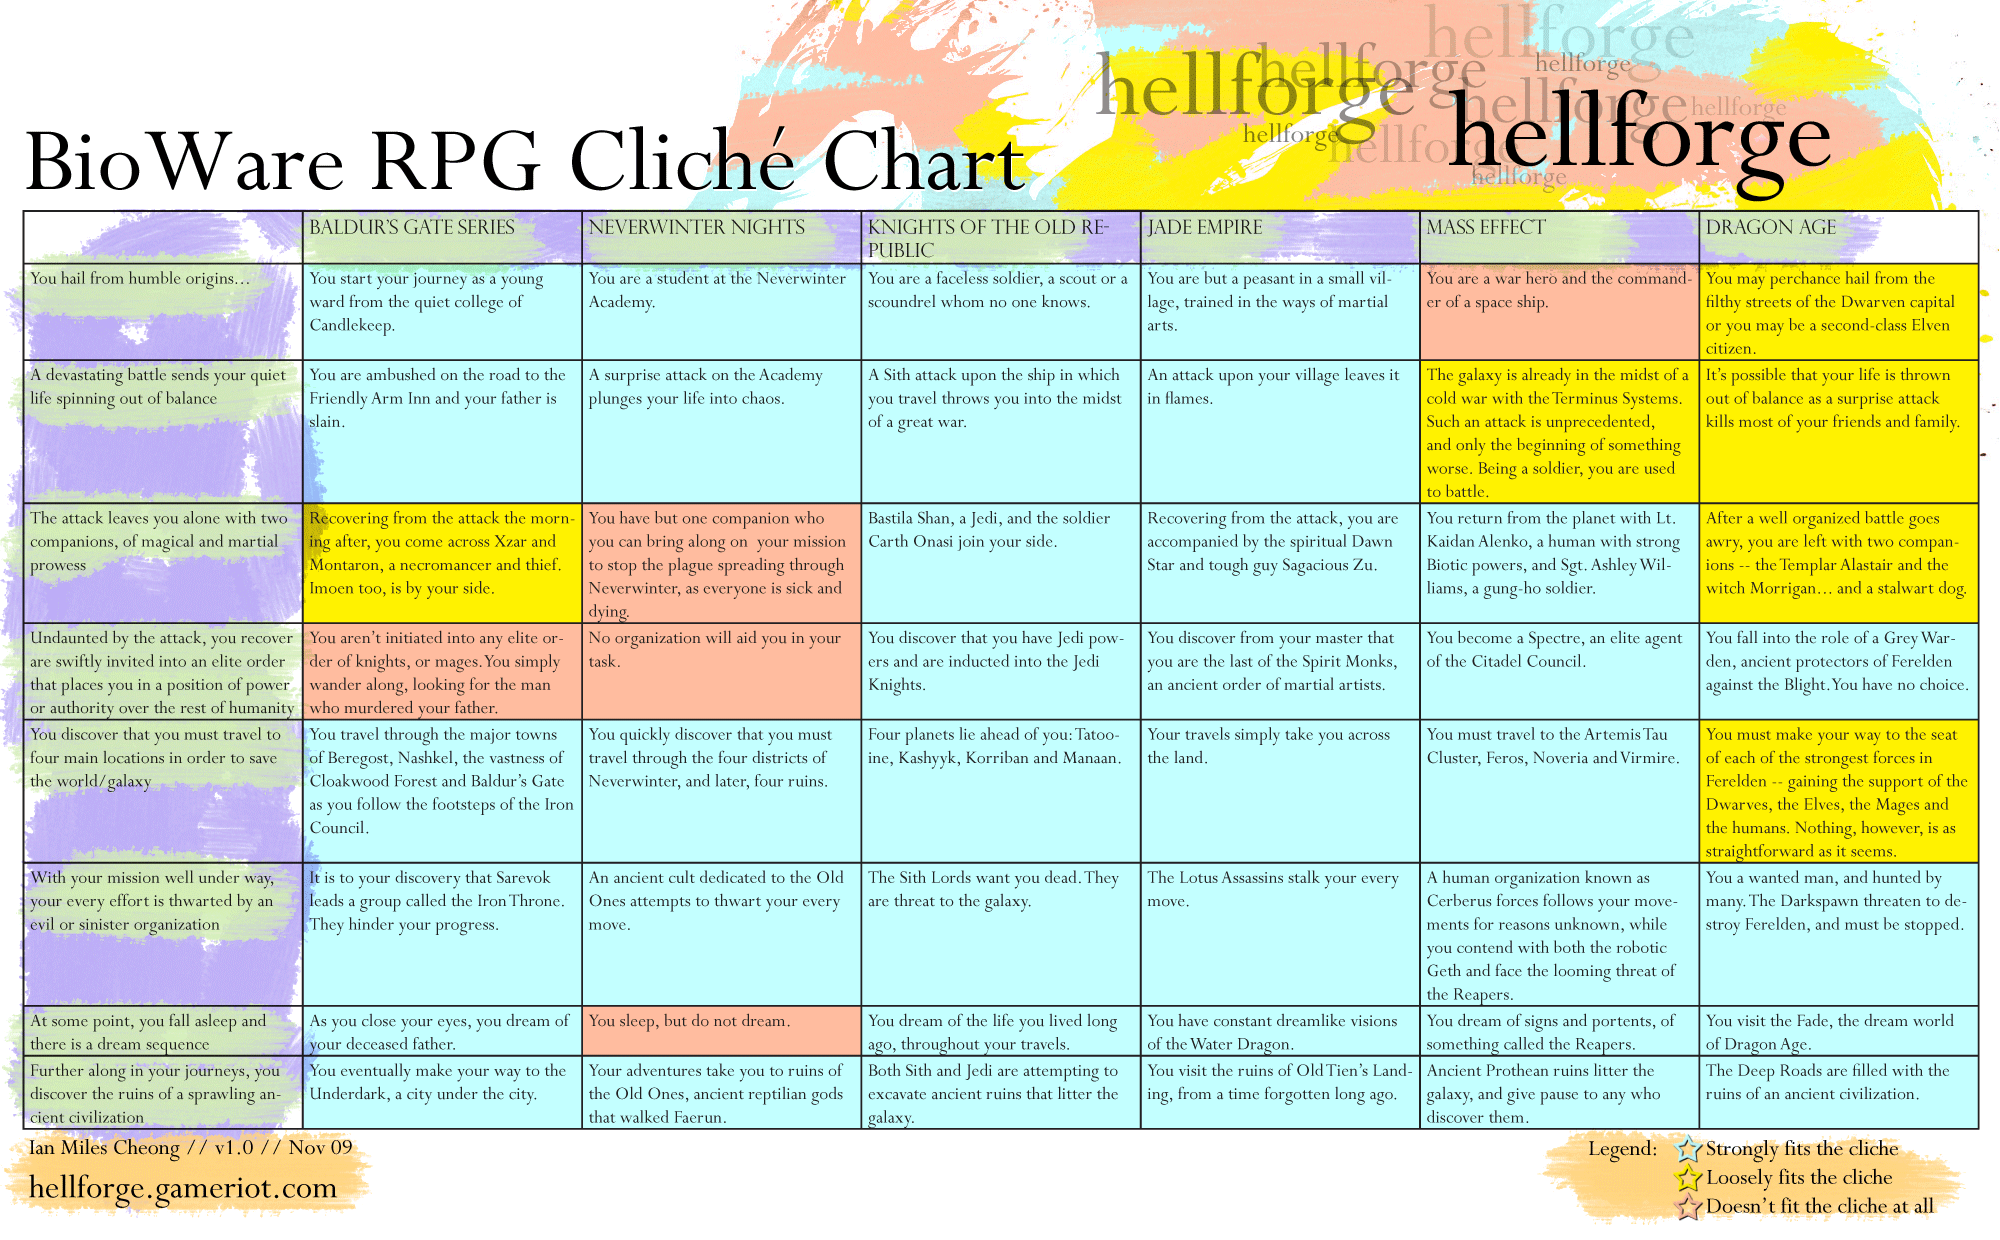 hellforge
hellforge
hellforge
hellforge
hellforge
hellforge
hellforge
hellforge
hellforge
hellforge
BioWare RPG Cliché Chart
BALDUR'S GATE SERIES
NEVERWINTER NIGHTS
KNIGHTS OF THE OLD RE-
PUBLIC
JADE EMPIRE
MASS EFFECT
DRAGON AGE
You hail from humble origins…
You start your journey as a young
ward from the quiet college of
Candlekeep.
You are a student at the Neverwinter
Academy.
You are a faceless soldier, a scout or a
scoundrel whom no one knows.
You are but a peasant in a small vil-
lage, trained in the ways of martial
arts.
You are a war hero and the command-
er of a space ship.
You may perchance hail from the
filthy streets of the Dwarven capital
or you may be a second-class Elven
citizen.
A devastating battle sends your quiet
life spinning out of balance
You are ambushed on the road to the
Friendly Arm Inn and your father is
slain.
A surprise attack on the Academy
plunges your life into chaos.
A Sith attack upon the ship in which
you travel throws you into the midst
of a great war.
An attack upon your village leaves it
in flames.
The galaxy is already in the midst of a
cold war with the Terminus Systems.
Such an attack is unprecedented,
and only the beginning of something
worse. Being a soldier, you are used
to battle.
It's possible that your life is thrown
out of balance as a surprise attack
kills most of your friends and family.
The attack leaves you alone with two
companions, of magical and martial
prowess
Recovering from the attack the morn-
ing after, you come across Xzar and
Montaron, a necromancer and thief.
Imoen too, is by your side.
You have but one companion who
you can bring along on  your mission
to stop the plague spreading through
Neverwinter, as everyone is sick and
dying.
Bastila Shan, a Jedi, and the soldier
Carth Onasi join your side.
Recovering from the attack, you are
accompanied by the spiritual Dawn
Star and tough guy Sagacious Zu.
You return from the planet with Lt.
Kaidan Alenko, a human with strong
Biotic powers, and Sgt. Ashley Wil-
liams, a gung-ho soldier.
After a well organized battle goes
awry, you are left with two compan-
ions -- the Templar Alastair and the
witch Morrigan… and a stalwart dog.
Undaunted by the attack, you recover
are swiftly invited into an elite order
that places you in a position of power
or authority over the rest of humanity
You aren't initiated into any elite or-
der of knights, or mages. You simply
wander along, looking for the man
who murdered your father.
No organization will aid you in your
task.
You discover that you have Jedi pow-
ers and are inducted into the Jedi
Knights.
You discover from your master that
you are the last of the Spirit Monks,
an ancient order of martial artists.
You become a Spectre, an elite agent
of the Citadel Council.
You fall into the role of a Grey War-
den, ancient protectors of Ferelden
against the Blight. You have no choice.
You discover that you must travel to
four main locations in order to save
the world/galaxy
You travel through the major towns
of Beregost, Nashkel, the vastness of
Cloakwood Forest and Baldur's Gate
as you follow the footsteps of the Iron
Council.
You quickly discover that you must
travel through the four districts of
Neverwinter, and later, four ruins.
Four planets lie ahead of you: Tatoo-
ine, Kashyyk, Korriban and Manaan.
Your travels simply take you across
the land.
You must travel to the Artemis Tau
Cluster, Feros, Noveria and Virmire.
You must make your way to the seat
of each of the strongest forces in
Ferelden -- gaining the support of the
Dwarves, the Elves, the Mages and
the humans. Nothing, however, is as
straightforward as it seems.
With your mission well under way,
your every effort is thwarted by an
evil or sinister organization
It is to your discovery that Sarevok
leads a group called the Iron Throne.
They hinder your progress.
An ancient cult dedicated to the Old
Ones attempts to thwart your every
move.
The Sith Lords want you dead. They
are threat to the galaxy.
The Lotus Assassins stalk your every
move.
A human organization known as
Cerberus forces follows your move-
ments for reasons unknown, while
you contend with both the robotic
Geth and face the looming threat of
the Reapers.
You a wanted man, and hunted by
many. The Darkspawn threaten to de-
stroy Ferelden, and must be stopped.
At some point, you fall asleep and
there is a dream sequence
As you close your eyes, you dream of
your deceased father.
You sleep, but do not dream.
You dream of the life you lived long
ago, throughout your travels.
You have constant dreamlike visions
of the Water Dragon.
You dream of signs and portents, of
something called the Reapers.
You visit the Fade, the dream world
of Dragon Age.
Further along in your journeys, you
discover the ruins of a sprawling an-
cient civilization
You eventually make your way to the
Underdark, a city under the city.
Your adventures take you to ruins of
the Old Ones, ancient reptilian gods
that walked Faerun.
Both Sith and Jedi are attempting to
excavate ancient ruins that litter the
galaxy.
You visit the ruins of Old Tien's Land-
ing, from a time forgotten long ago.
Ancient Prothean ruins litter the
galaxy, and give pause to any who
discover them.
The Deep Roads are filled with the
ruins of an ancient civilization.
Ian Miles Cheong // v1.0 // Nov 09
hellforge.gameriot.com
Legend:
Strongly fits the cliche
Loosely fits the cliche
Doesn't fit the cliche at all